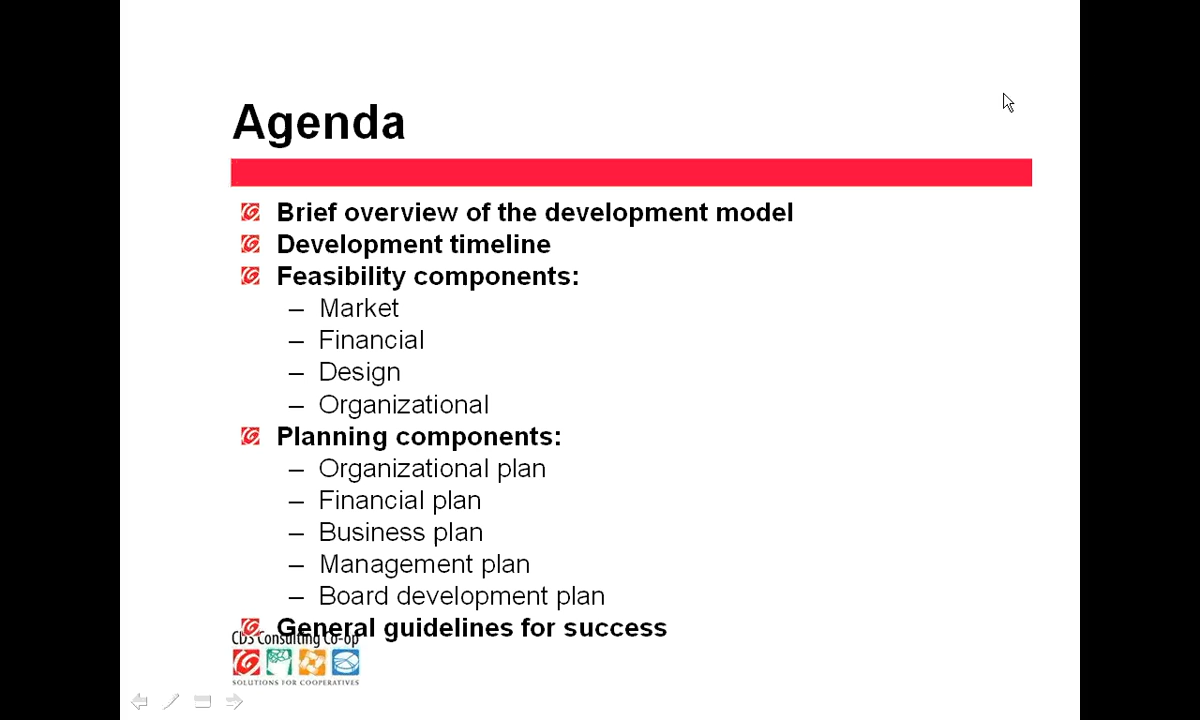 Agenda
Brief overview of the development model
Development timeline
Feasibility components:
– Market
– Financial
– Design
– Organizational
Planning components:
– Organizational plan
– Financial plan
– Business plan
– Management plan
– Board development plan
General guidelines for success
CDS Consulting Co-op
SOLUTIONS FOR COOPERATIVES